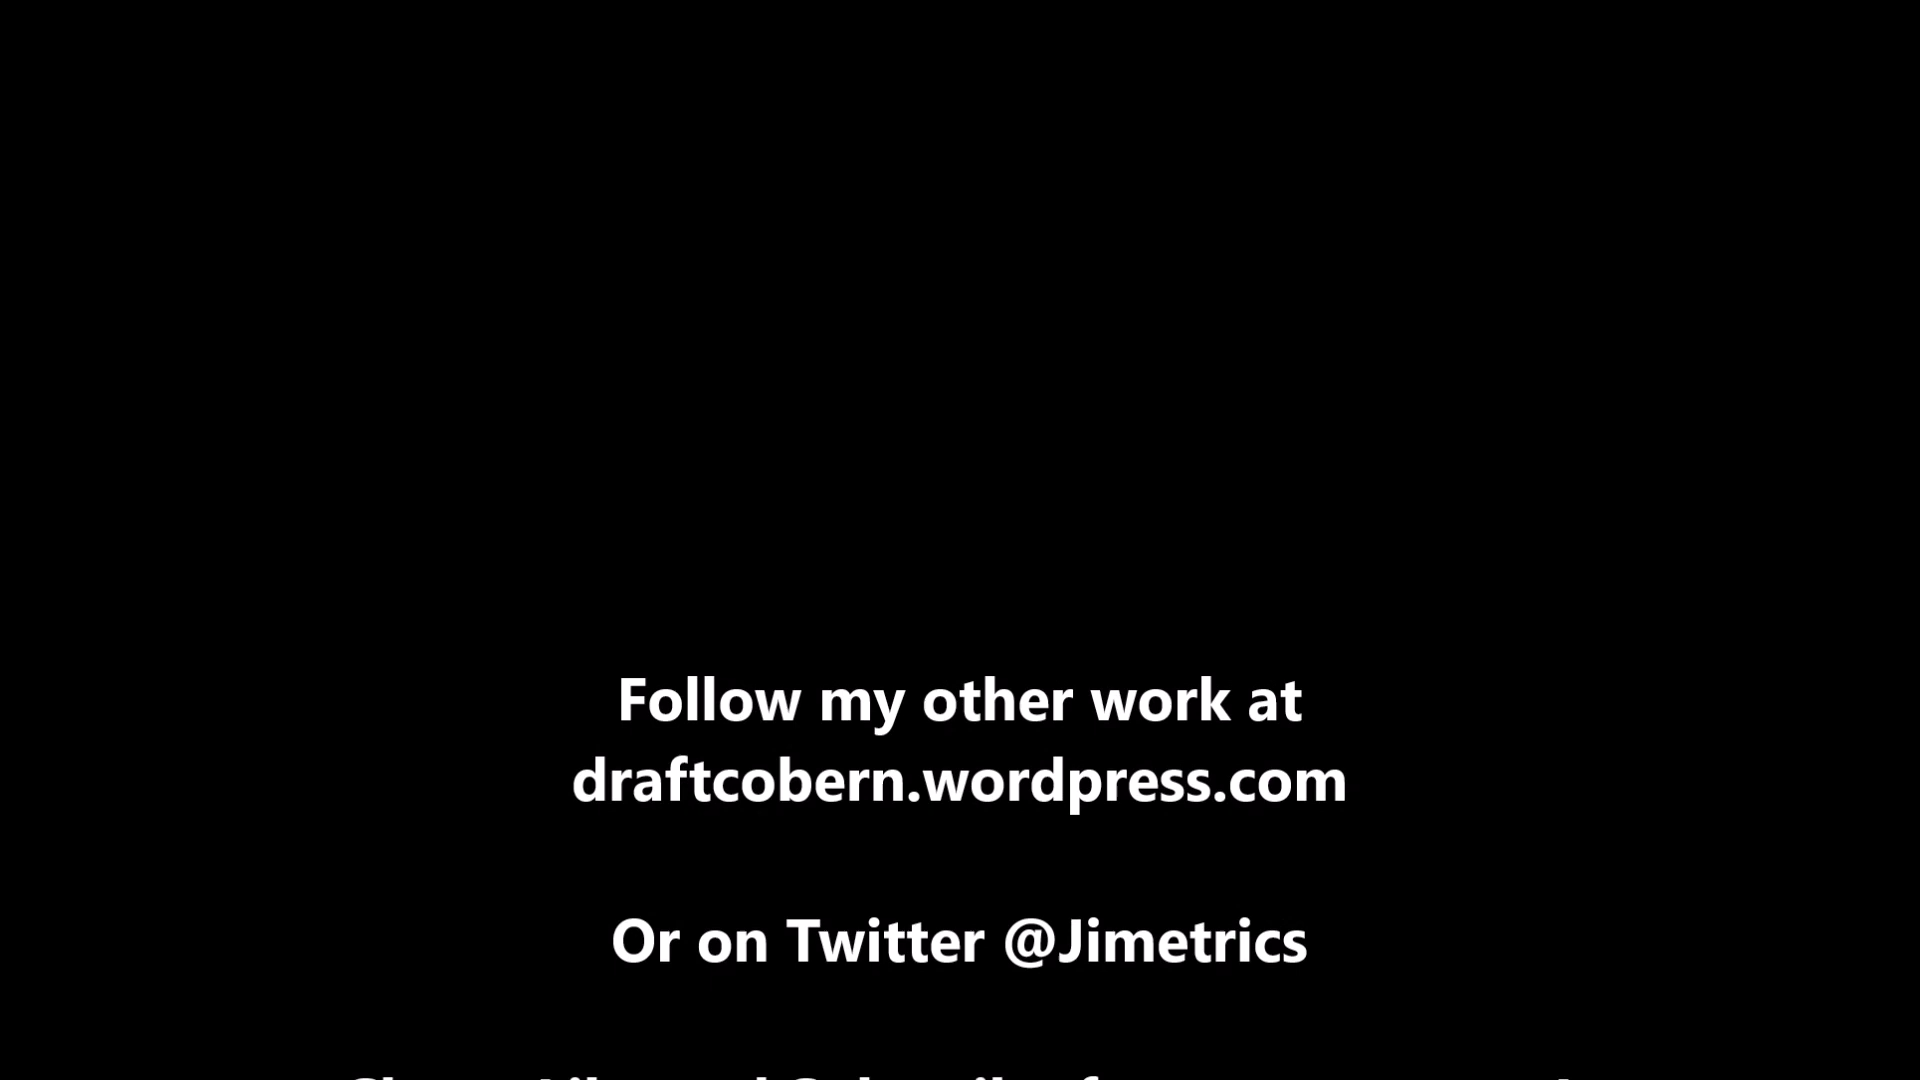 Follow my other work at
draftcobern.wordpress.com
Or on Twitter @Jimetrics